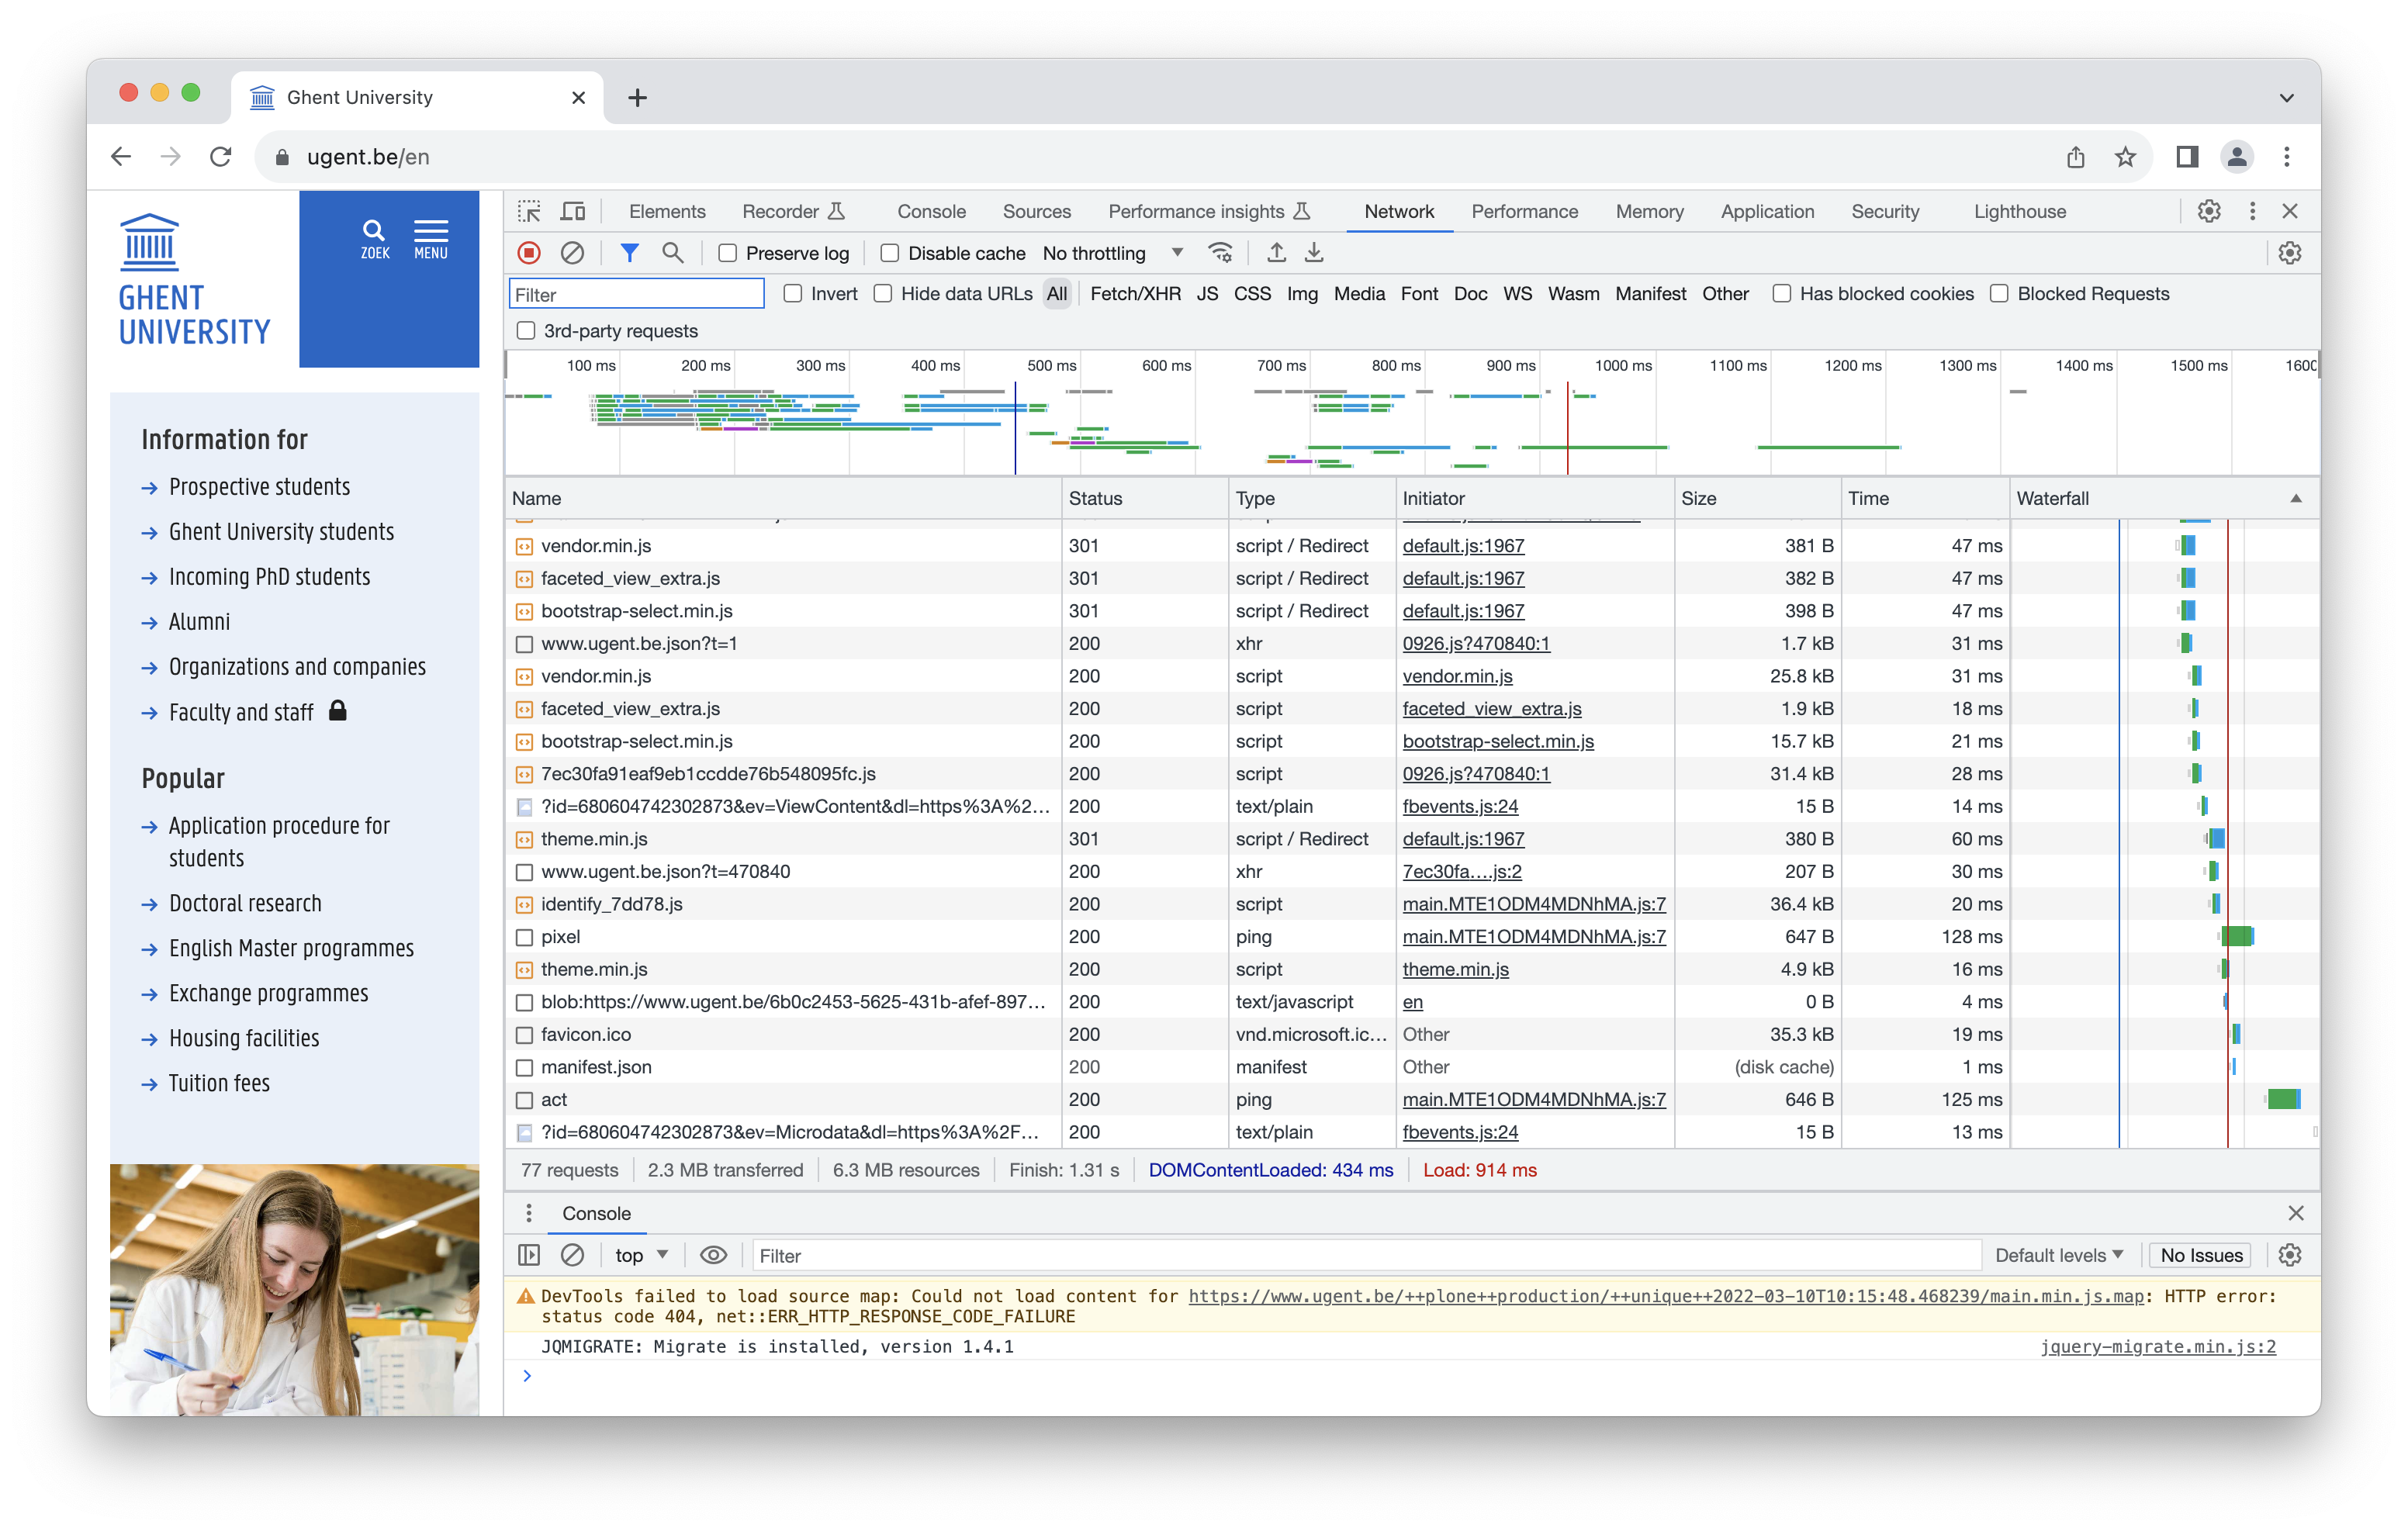 Ghent University
ugent.be/en
ZOEK
MENU
GHENT
UNIVERSITY
Information for
Prospective students
Ghent University students
Incoming PhD students
Alumni
Organizations and companies
Faculty and staff
Popular
Application procedure for
students
Doctoral research
English Master programmes
Exchange programmes
Housing facilities
Tuition fees
Elements Recorder Console Sources Performance insights Network Performance Memory Application Security Lighthouse
Preserve log Disable cache No throttling
Filter Invert Hide data URLs All Fetch/XHR JS CSS Img Media Font Doc WS Wasm Manifest Other Has blocked cookies Blocked Requests
3rd-party requests
100 ms 200 ms 300 ms 400 ms 500 ms 600 ms 700 ms 800 ms 900 ms 1000 ms 1100 ms 1200 ms 1300 ms 1400 ms 1500 ms 1600
Name Status Type Initiator Size Time Waterfall
vendor.min.js 301 script / Redirect default.js:1967 381 B 47 ms
faceted_view_extra.js 301 script / Redirect default.js:1967 382 B 47 ms
bootstrap-select.min.js 301 script / Redirect default.js:1967 398 B 47 ms
www.ugent.be.json?t=1 200 xhr 0926.js?470840:1 1.7 kB 31 ms
vendor.min.js 200 script vendor.min.js 25.8 kB 31 ms
faceted_view_extra.js 200 script faceted_view_extra.js 1.9 kB 18 ms
bootstrap-select.min.js 200 script bootstrap-select.min.js 15.7 kB 21 ms
7ec30fa91eaf9eb1ccdde76b548095fc.js 200 script 0926.js?470840:1 31.4 kB 28 ms
?id=680604742302873&ev=ViewContent&dl=https%3A%2... 200 text/plain fbevents.js:24 15 B 14 ms
theme.min.js 301 script / Redirect default.js:1967 380 B 60 ms
www.ugent.be.json?t=470840 200 xhr 7ec30fa....js:2 207 B 30 ms
identify_7dd78.js 200 script main.MTE1ODM4MDNhMA.js:7 36.4 kB 20 ms
pixel 200 ping main.MTE1ODM4MDNhMA.js:7 647 B 128 ms
theme.min.js 200 script theme.min.js 4.9 kB 16 ms
blob:https://www.ugent.be/6b0c2453-5625-431b-afef-897... 200 text/javascript en 0 B 4 ms
favicon.ico 200 vnd.microsoft.ic... Other 35.3 kB 19 ms
manifest.json 200 manifest Other (disk cache) 1 ms
act 200 ping main.MTE1ODM4MDNhMA.js:7 646 B 125 ms
?id=680604742302873&ev=Microdata&dl=https%3A%2F... 200 text/plain fbevents.js:24 15 B 13 ms
77 requests 2.3 MB transferred 6.3 MB resources Finish: 1.31 s DOMContentLoaded: 434 ms Load: 914 ms
Console
top Filter Default levels No Issues
DevTools failed to load source map: Could not load content for https://www.ugent.be/++plone++production/++unique++2022-03-10T10:15:48.468239/main.min.js.map: HTTP error:
status code 404, net::ERR_HTTP_RESPONSE_CODE_FAILURE
JQMIGRATE: Migrate is installed, version 1.4.1 jquery-migrate.min.js:2